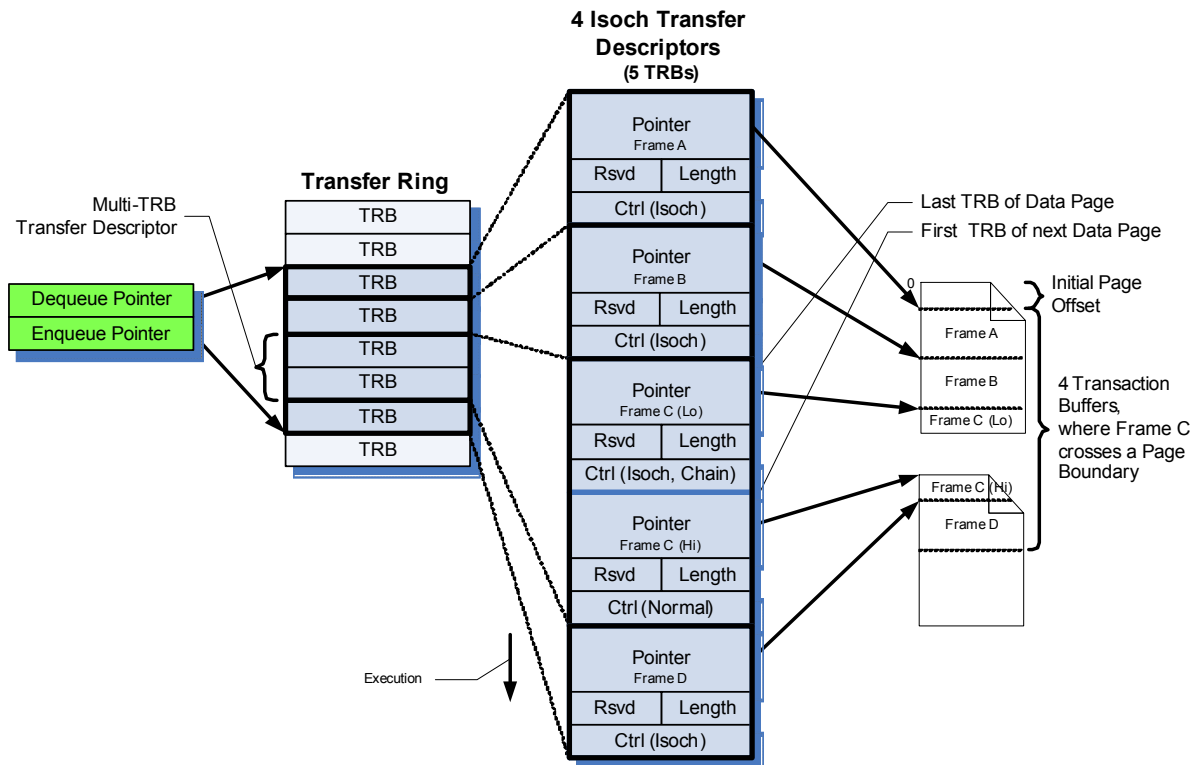 4 Isoch Transfer
Descriptors
(5 TRBs)
Transfer Ring
Multi-TRB
Transfer Descriptor
Dequeue Pointer
Enqueue Pointer
TRB
TRB
TRB
TRB
TRB
TRB
TRB
TRB
Execution
Pointer
Frame A
Rsvd
Length
Ctrl (Isoch)
Pointer
Frame B
Rsvd
Length
Ctrl (Isoch)
Pointer
Frame C (Lo)
Rsvd
Length
Ctrl (Isoch, Chain)
Pointer
Frame C (Hi)
Rsvd
Length
Ctrl (Normal)
Pointer
Frame D
Rsvd
Length
Ctrl (Isoch)
Last TRB of Data Page
First TRB of next Data Page
0
Frame A
Frame B
Frame C (Lo)
Frame C (Hi)
Frame D
Initial Page
Offset
4 Transaction
Buffers,
where Frame C
crosses a Page
Boundary